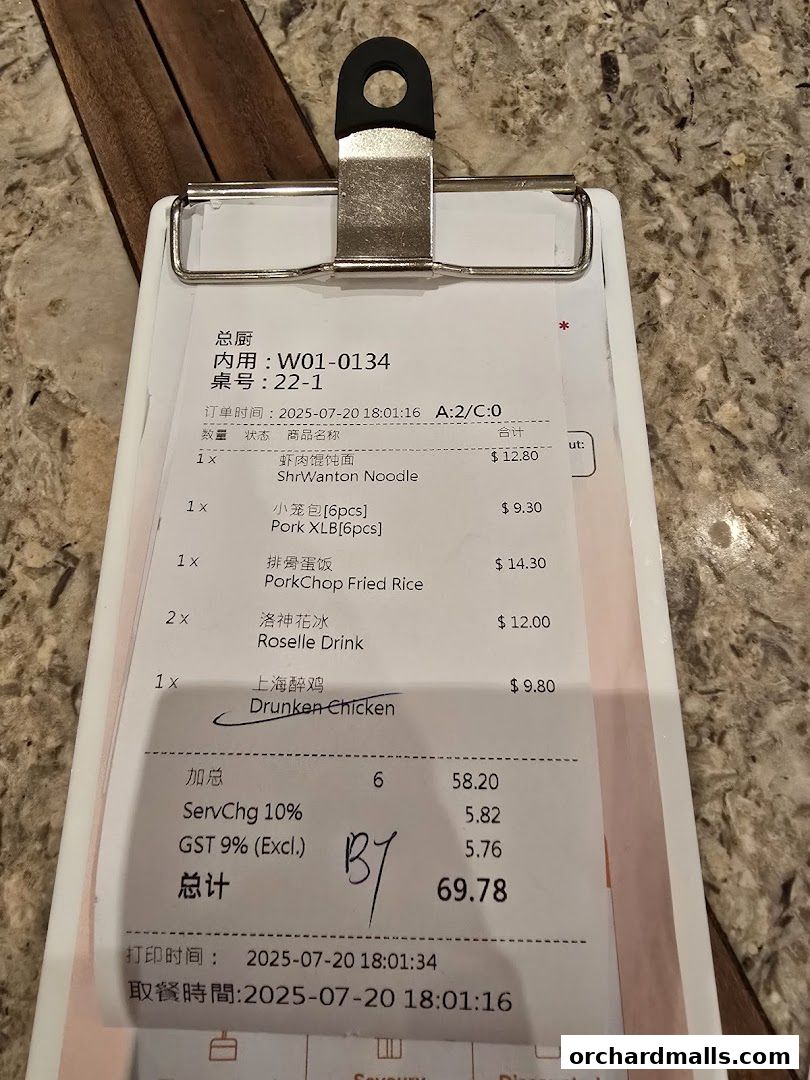 总厨
内用：W01-0134
桌号：22-1
订单时间：2025-07-20 18:01:16 A:2/C:0
数量 状态 商品名称 合计
1 x 虾肉馄饨面 $ 12.80
ShrWanton Noodle
1 x 小笼包[6pcs] $ 9.30
Pork XLB[6pcs]
1 x 排骨蛋饭 $ 14.30
PorkChop Fried Rice
2 x 洛神花冰 $ 12.00
Roselle Drink
1 x 上海醉鸡 $ 9.80
Drunken Chicken
加总 6 58.20
ServChg 10% 5.82
GST 9% (Excl.) 5.76
总计 69.78
打印时间： 2025-07-20 18:01:34
取餐時間:2025-07-20 18:01:16
*
ut:
orchardmalls.com